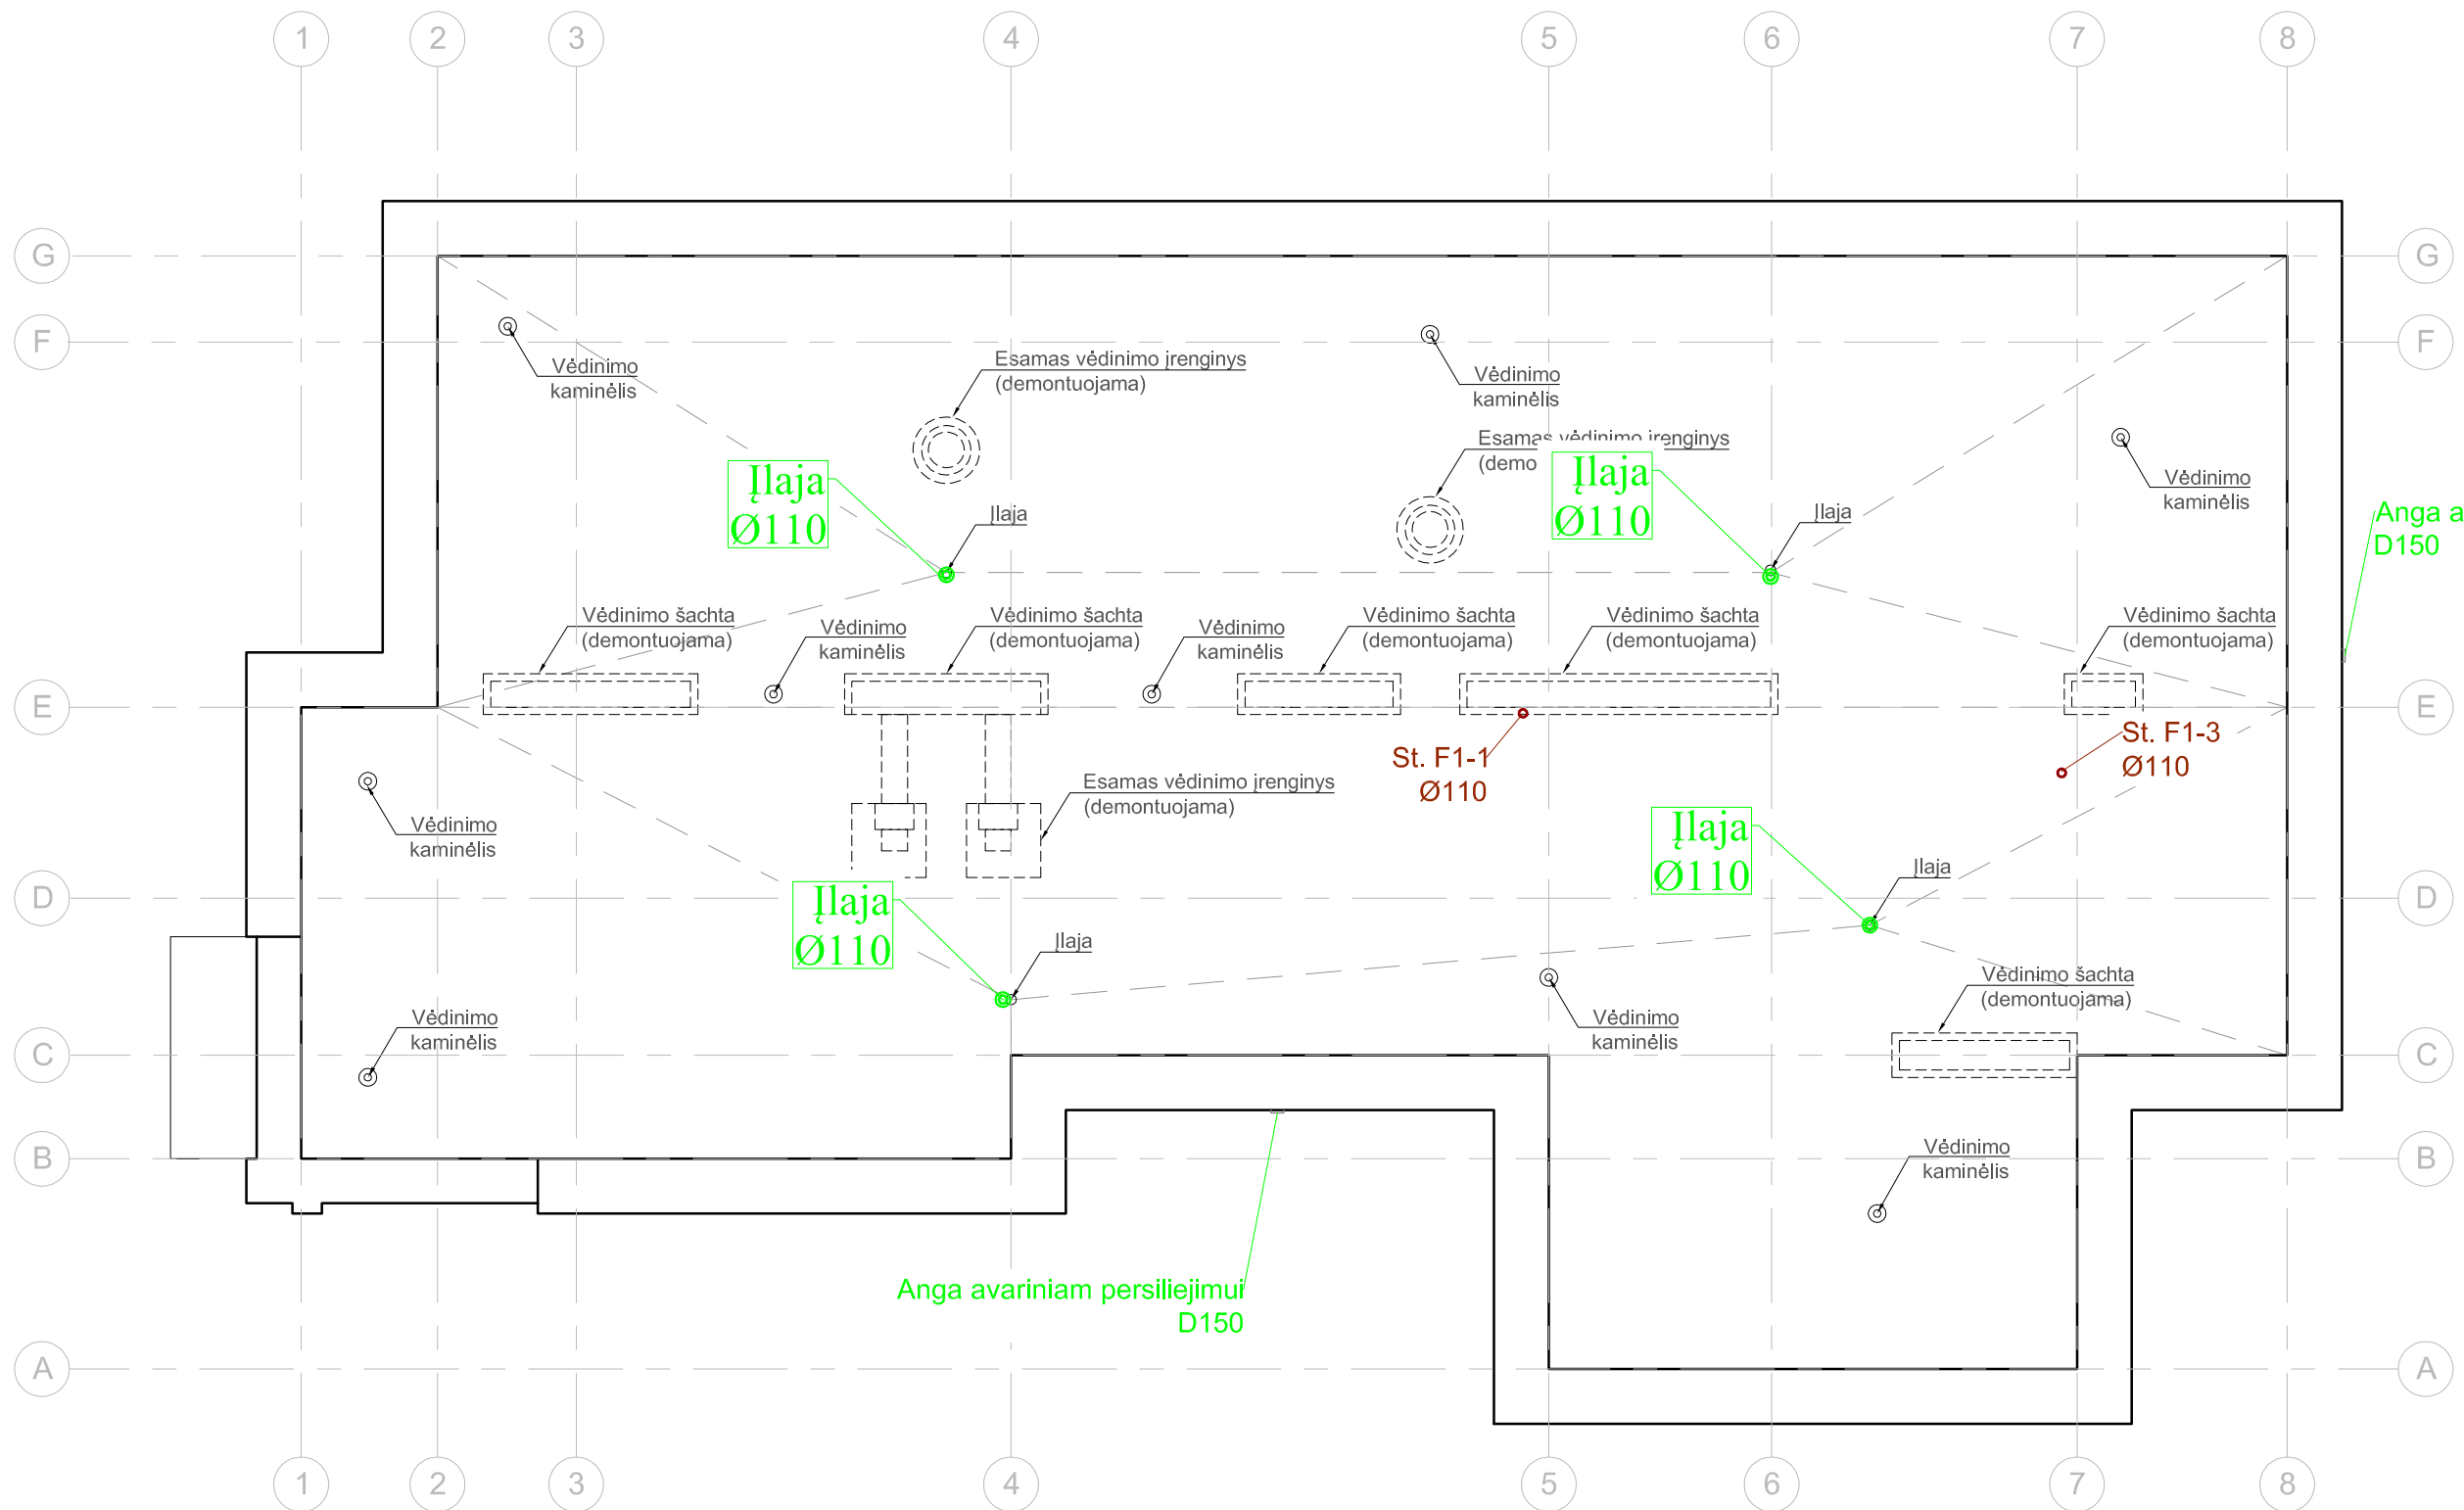 1 2 3 4 5 6 7 8
G G
F F
Vėdinimo
kaminėlis
Esamas vėdinimo įrenginys
(demontuojama)
Vėdinimo
kaminėlis
Esamas vėdinimo įrenginys
(demo
Įlaja
Ø110
Įlaja
Įlaja
Ø110
Įlaja
Vėdinimo
kaminėlis
Anga a
D150
Vėdinimo šachta
(demontuojama)
Vėdinimo
kaminėlis
Vėdinimo šachta
(demontuojama)
Vėdinimo
kaminėlis
Vėdinimo šachta
(demontuojama)
Vėdinimo šachta
(demontuojama)
Vėdinimo šachta
(demontuojama)
E E
St. F1-1
Ø110
St. F1-3
Ø110
Esamas vėdinimo įrenginys
(demontuojama)
Vėdinimo
kaminėlis
Įlaja
Ø110
Įlaja
D D
Įlaja
Ø110
Įlaja
Vėdinimo šachta
(demontuojama)
Vėdinimo
kaminėlis
Vėdinimo
kaminėlis
C C
B B
Vėdinimo
kaminėlis
Anga avariniam persiliejimui
D150
A A
1 2 3 4 5 6 7 8